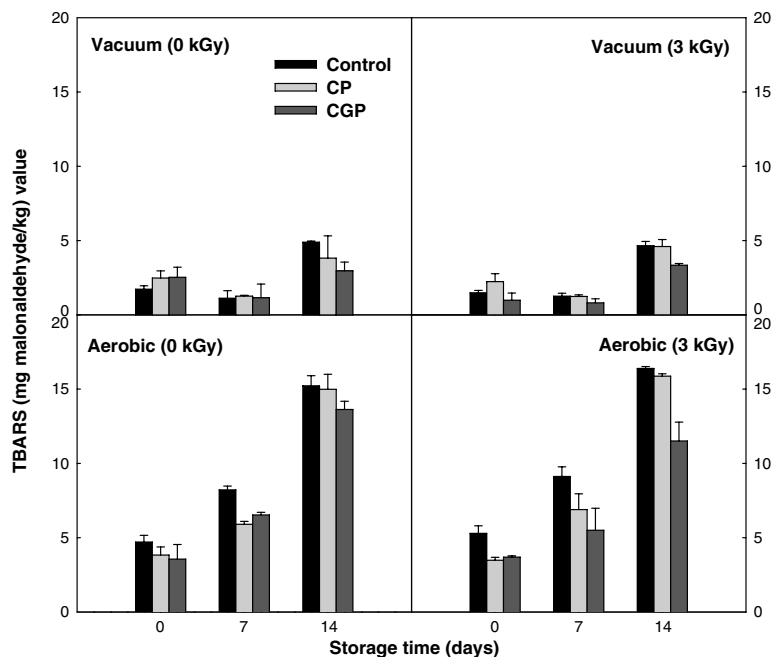 20
Vacuum (0 kGy)
Vacuum (3 kGy)
20
Control
CP
CGP
15
15
10
10
5
5
0
0
20
20
Aerobic (0 kGy)
Aerobic (3 kGy)
15
15
10
10
5
5
0
0
TBARS (mg malonaldehyde/kg) value
0
7
14
0
7
14
Storage time (days)